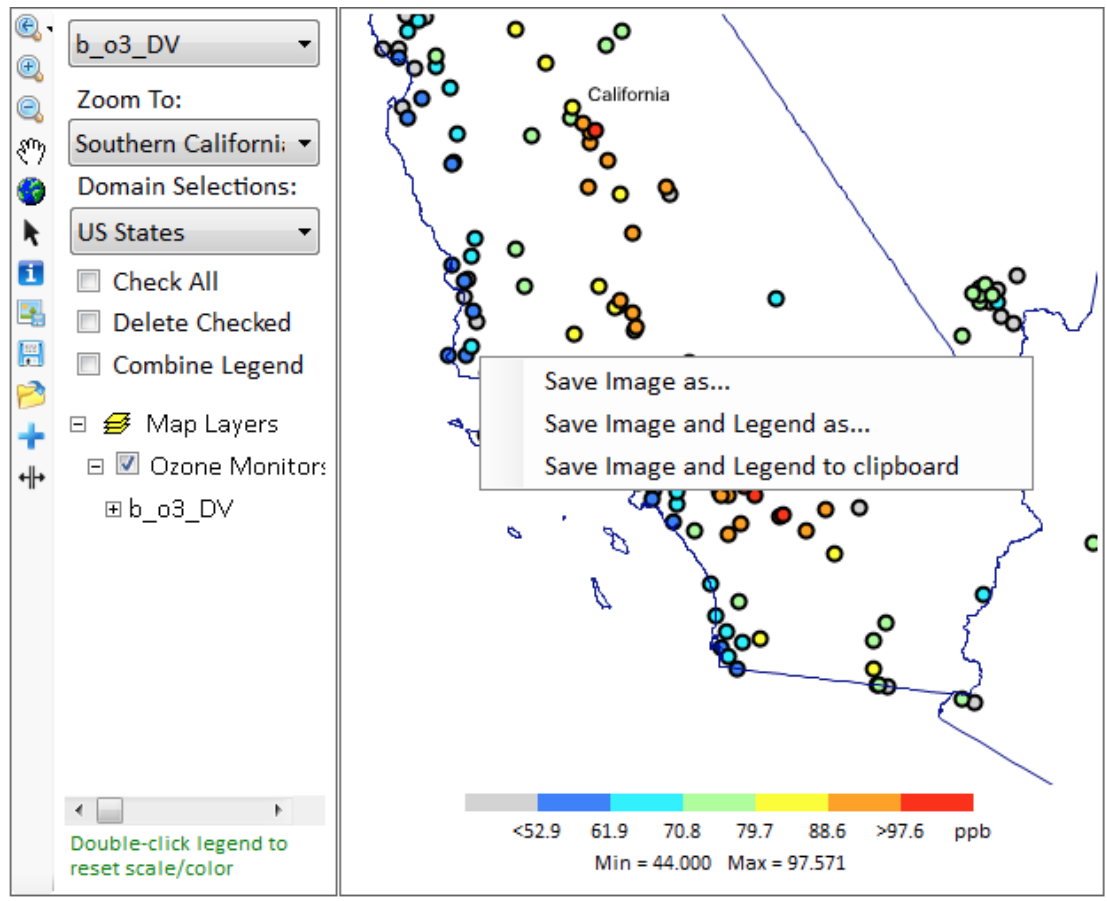 b_o3_DV
Zoom To:
Southern Californi
Domain Selections:
US States
Check All
Delete Checked
Combine Legend
Map Layers
Ozone Monitors
b_o3_DV
Double-click legend to
reset scale/color
California
Save Image as...
Save Image and Legend as...
Save Image and Legend to clipboard
<52.9 61.9 70.8 79.7 88.6 >97.6 ppb
Min = 44.000 Max = 97.571